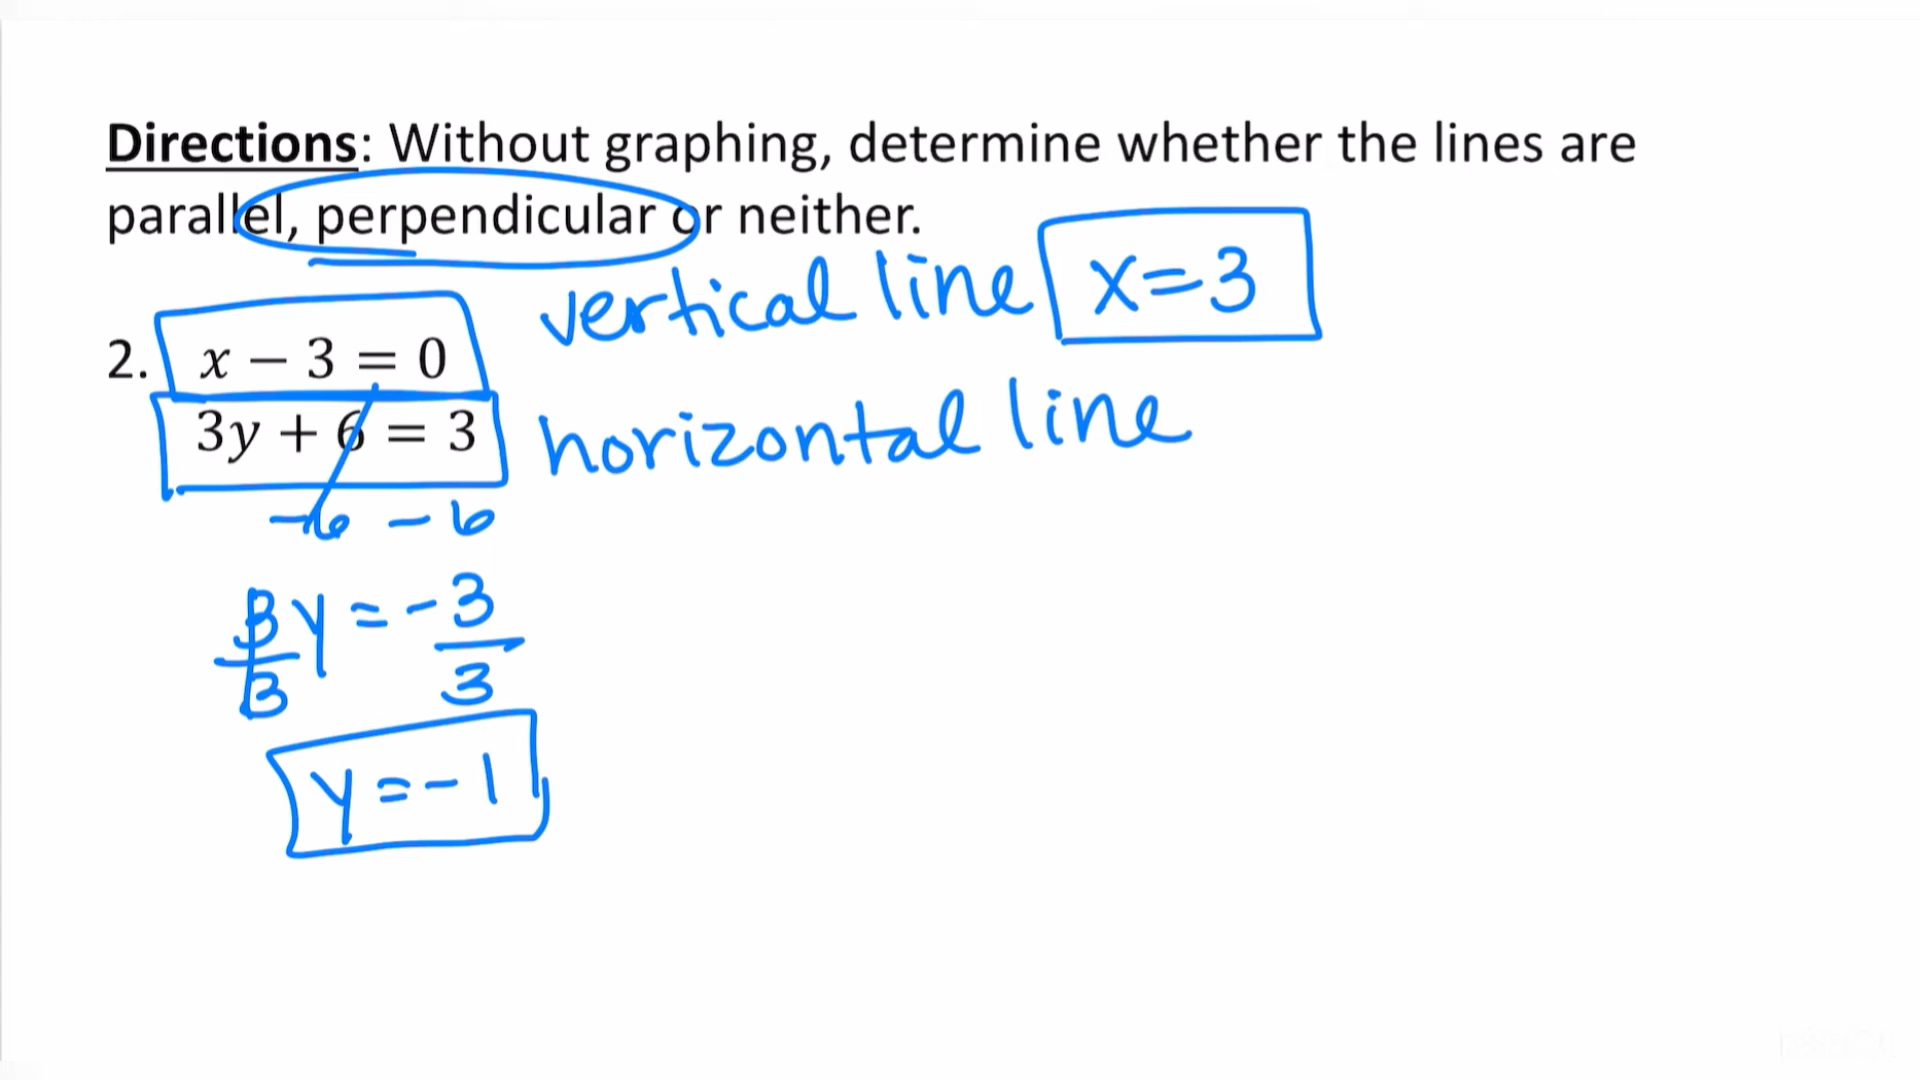 Directions: Without graphing, determine whether the lines are
parallel, perpendicular or neither.
vertical line x=3
2. x − 3 = 0
3y + 6 = 3 horizontal line
-6 - 6
3y = -3
3 3
y = -1